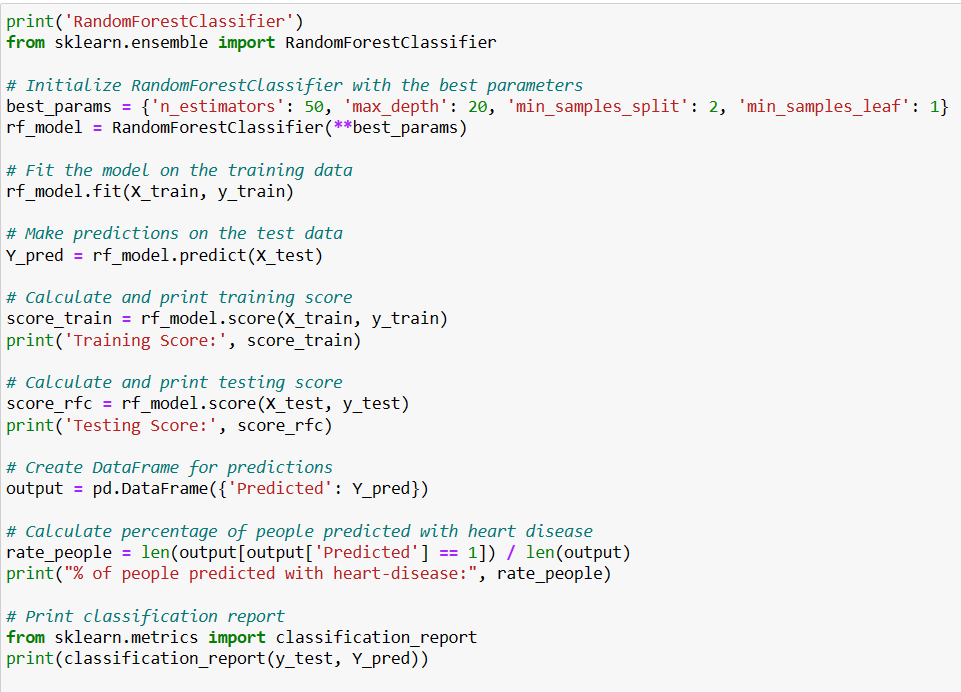 print('RandomForestClassifier')
from sklearn.ensemble import RandomForestClassifier
# Initialize RandomForestClassifier with the best parameters
best_params = {'n_estimators': 50, 'max_depth': 20, 'min_samples_split': 2, 'min_samples_leaf': 1}
rf_model = RandomForestClassifier(**best_params)
# Fit the model on the training data
rf_model.fit(X_train, y_train)
# Make predictions on the test data
Y_pred = rf_model.predict(X_test)
# Calculate and print training score
score_train = rf_model.score(X_train, y_train)
print('Training Score:', score_train)
# Calculate and print testing score
score_rfc = rf_model.score(X_test, y_test)
print('Testing Score:', score_rfc)
# Create DataFrame for predictions
output = pd.DataFrame({'Predicted': Y_pred})
# Calculate percentage of people predicted with heart disease
rate_people = len(output[output['Predicted'] == 1]) / len(output)
print("% of people predicted with heart-disease:", rate_people)
# Print classification report
from sklearn.metrics import classification_report
print(classification_report(y_test, Y_pred))